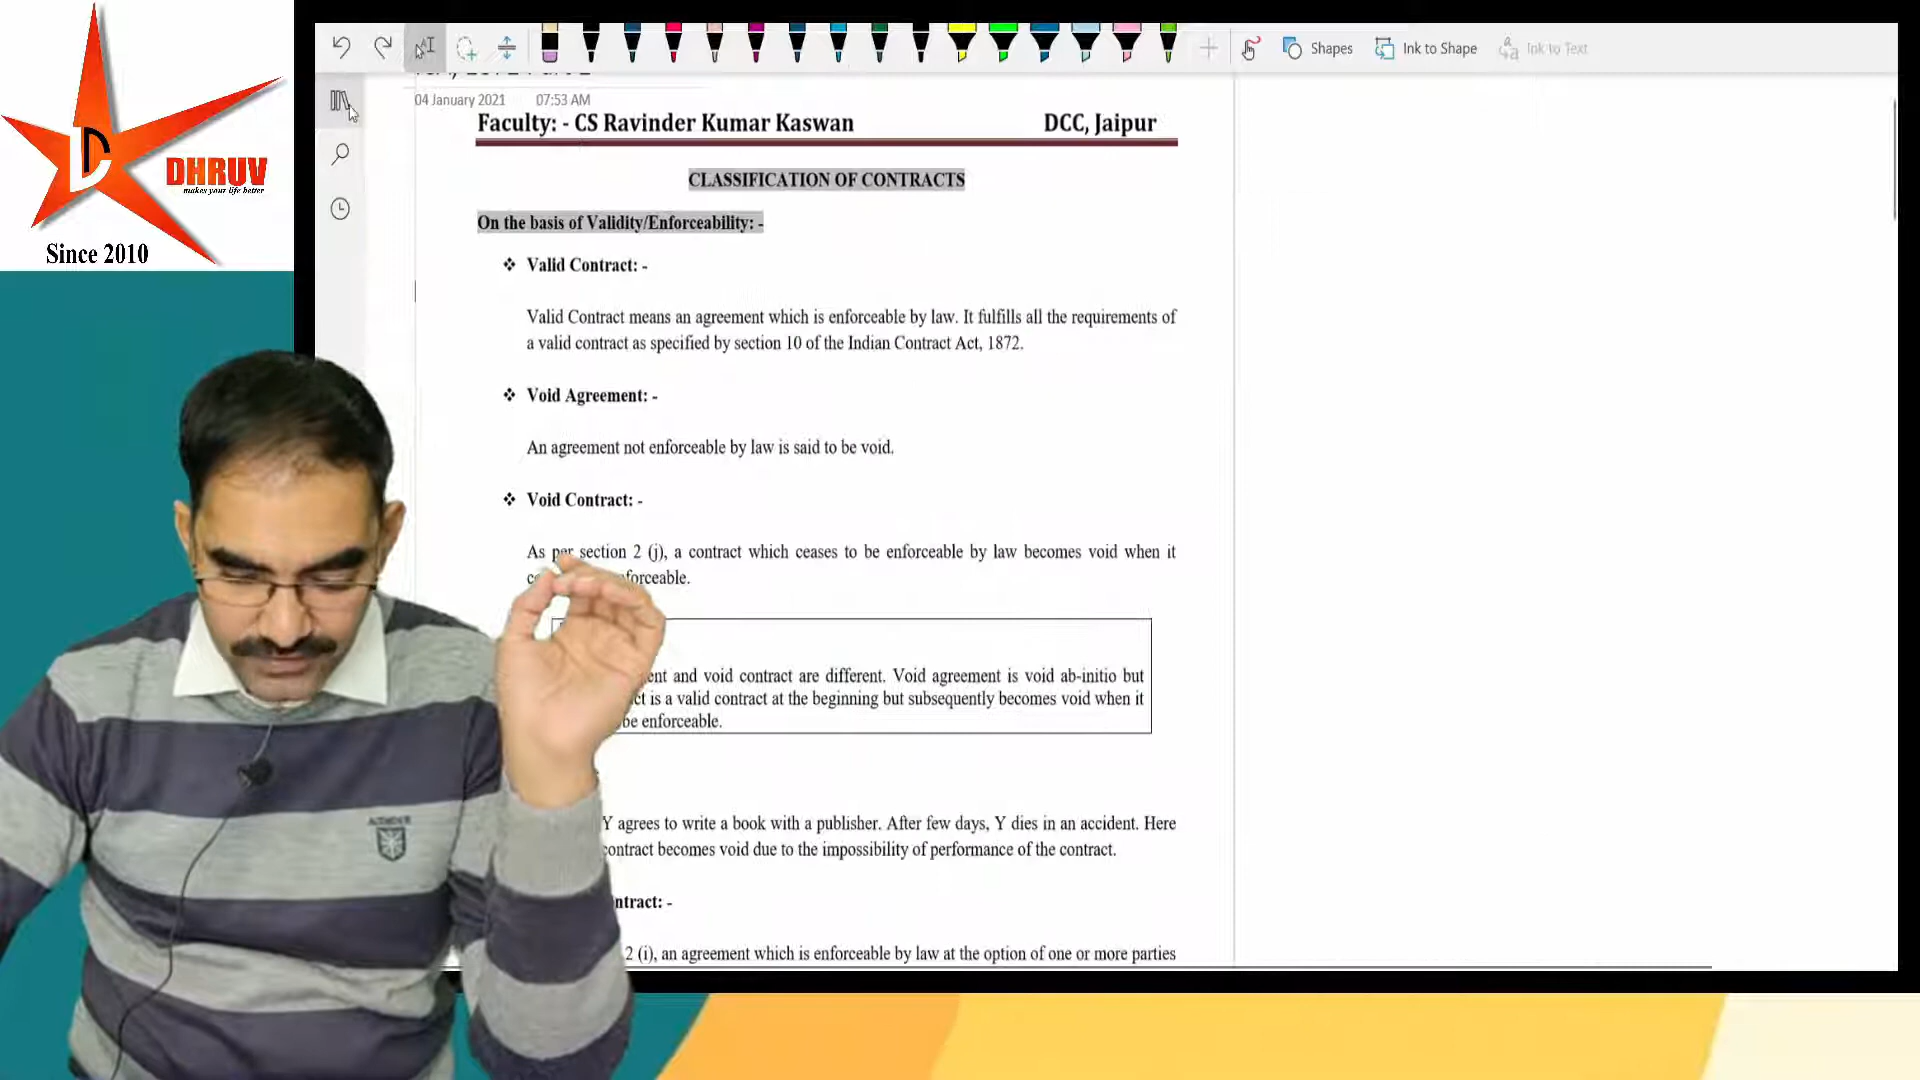 Shapes
Ink to Shape
Ink to Text
04 January 2021 07:53 AM
Faculty: - CS Ravinder Kumar Kaswan DCC, Jaipur
DC
DHRUV
makes your life better
Since 2010
CLASSIFICATION OF CONTRACTS
On the basis of Validity/Enforceability: -
❖ Valid Contract: -
Valid Contract means an agreement which is enforceable by law. It fulfills all the requirements of
a valid contract as specified by section 10 of the Indian Contract Act, 1872.
❖ Void Agreement: -
An agreement not enforceable by law is said to be void.
❖ Void Contract: -
As per section 2 (j), a contract which ceases to be enforceable by law becomes void when it
and void contract are different. Void agreement is void ab-initio but
is a valid contract at the beginning but subsequently becomes void when it
be enforceable.
Y agrees to write a book with a publisher. After few days, Y dies in an accident. Here
contract becomes void due to the impossibility of performance of the contract.
2 (i), an agreement which is enforceable by law at the option of one or more parties